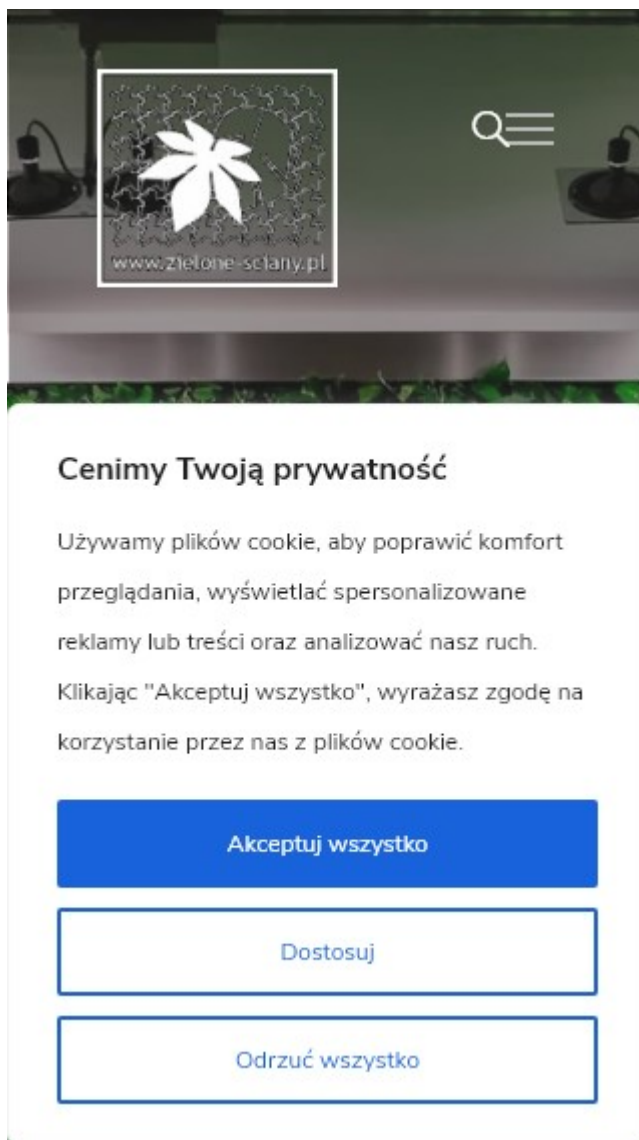 www.zielone-sciany.pl
Cenimy Twoją prywatność
Używamy plików cookie, aby poprawić komfort
przeglądania, wyświetlać spersonalizowane
reklamy lub treści oraz analizować nasz ruch.
Klikając "Akceptuj wszystko", wyrażasz zgodę na
korzystanie przez nas z plików cookie.
Akceptuj wszystko
Dostosuj
Odrzuć wszystko